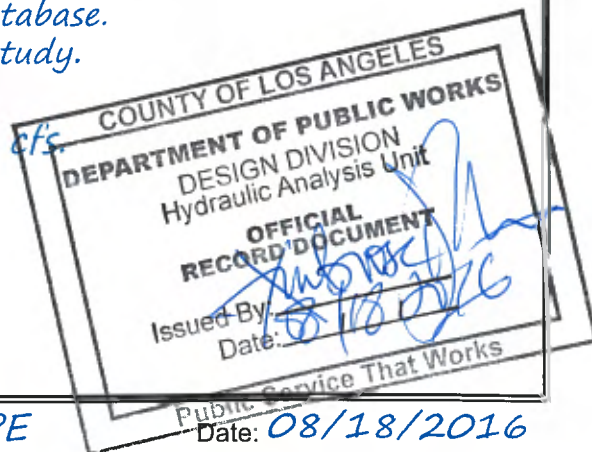 tabase.
tudy.
cfs.
COUNTY OF LOS ANGELES
DEPARTMENT OF PUBLIC WORKS
DESIGN DIVISION
Hydraulic Analysis Unit
OFFICIAL
RECORD DOCUMENT
Issued By:
Date:
Public Service That Works
PE
Date: 08/18/2016